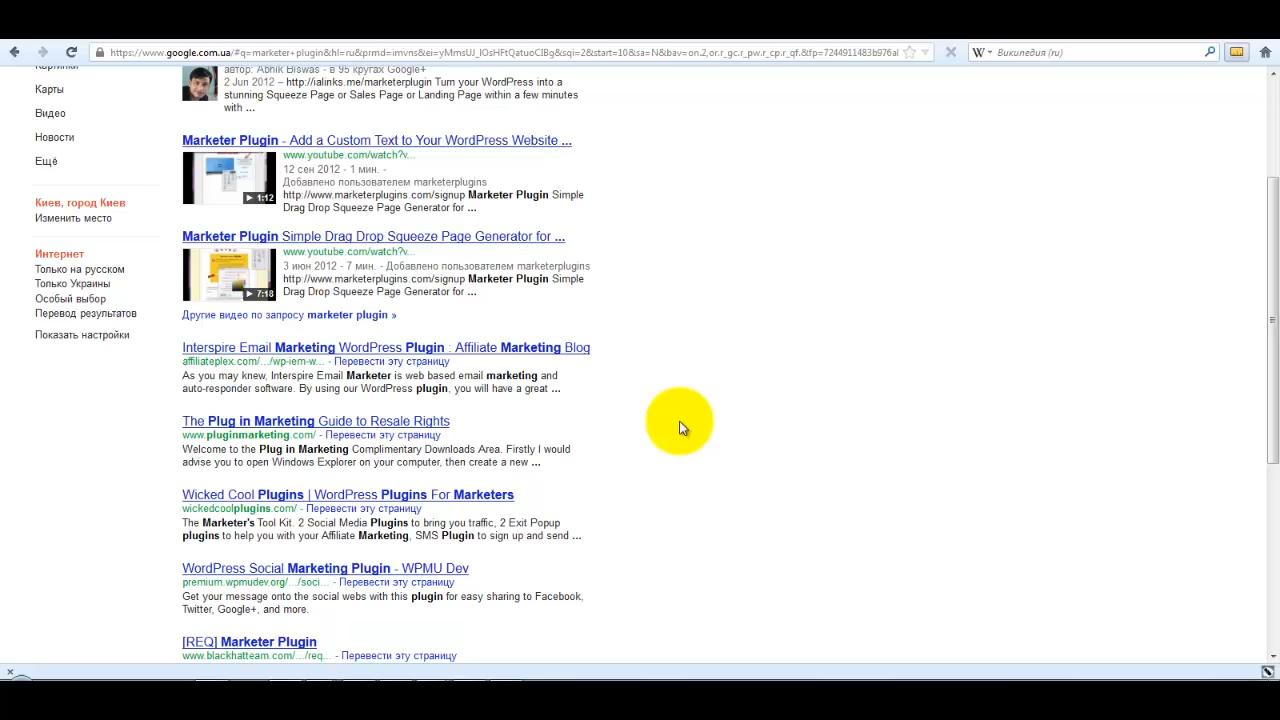 https://www.google.com.ua/#q=marketer+plugin&hl=ru&prmd=imvns&ei=yMmsUJ_IOsHFtQatuoCIBg&sqi=2&start=10&sa=N&bav=on.2,or.r_gc.r_pw.r_cp.r_qf.&fp=7244911483b976al
Википедия (ru)
Картинки
Карты
Видео
Новости
Ещё
Киев, город Киев
Изменить место
Интернет
Только на русском
Только Украины
Особый выбор
Перевод результатов
Показать настройки
автор: Abhik Biswas - в 95 кругах Google+
2 Jun 2012 – http://ialinks.me/marketerplugin Turn your WordPress into a
stunning Squeeze Page or Sales Page or Landing Page within a few minutes
with ...
Marketer Plugin - Add a Custom Text to Your WordPress Website ...
www.youtube.com/watch?v...
12 сен 2012 - 1 мин. -
Добавлено пользователем marketerplugins
http://www.marketerplugins.com/signup Marketer Plugin Simple
Drag Drop Squeeze Page Generator for ...
1:12
Marketer Plugin Simple Drag Drop Squeeze Page Generator for ...
www.youtube.com/watch?v...
3 июн 2012 - 7 мин. - Добавлено пользователем marketerplugins
http://www.marketerplugins.com/signup Marketer Plugin Simple
Drag Drop Squeeze Page Generator for ...
7:18
Другие видео по запросу marketer plugin »
Interspire Email Marketing WordPress Plugin : Affiliate Marketing Blog
affiliateplex.com/.../wp-iem-w... - Перевести эту страницу
As you may know, Interspire Email Marketer is web based email marketing and
auto-responder software. By using our WordPress plugin, you will have a great ...
The Plug in Marketing Guide to Resale Rights
www.pluginmarketing.com/ - Перевести эту страницу
Welcome to the Plug in Marketing Complimentary Downloads Area. Firstly I would
advise you to open Windows Explorer on your computer, then create a new ...
Wicked Cool Plugins | WordPress Plugins For Marketers
wickedcoolplugins.com/ - Перевести эту страницу
The Marketer's Tool Kit. 2 Social Media Plugins to bring you traffic, 2 Exit Popup
plugins to help you with your Affiliate Marketing, SMS Plugin to sign up and send ...
WordPress Social Marketing Plugin - WPMU Dev
premium.wpmudev.org/.../soci... - Перевести эту страницу
Get your message onto the social webs with this plugin for easy sharing to Facebook,
Twitter, Google+, and more.
[REQ] Marketer Plugin
www.blackhatteam.com/.../req... - Перевести эту страницу